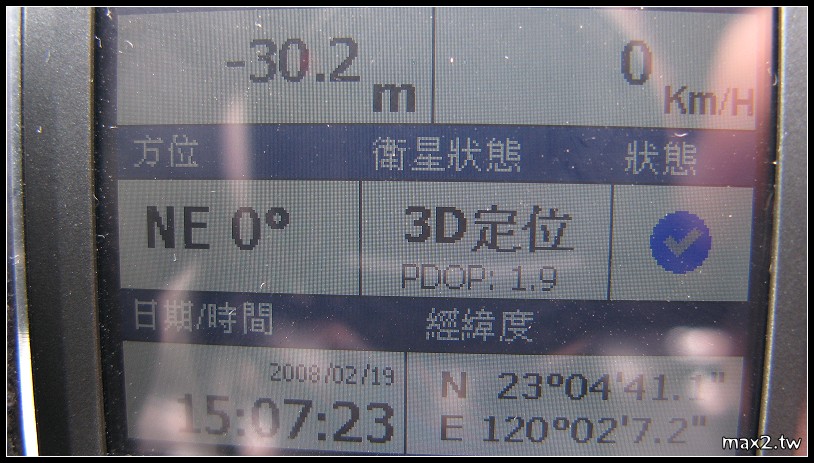 -30.2 m 0 Km/H
方位 衛星狀態 狀態
NE 0° 3D定位
PDOP: 1.9
日期/時間 經緯度
2008/02/19 N 23°04'41.1"
15:07:23 E 120°02'7.2"
max2.tw